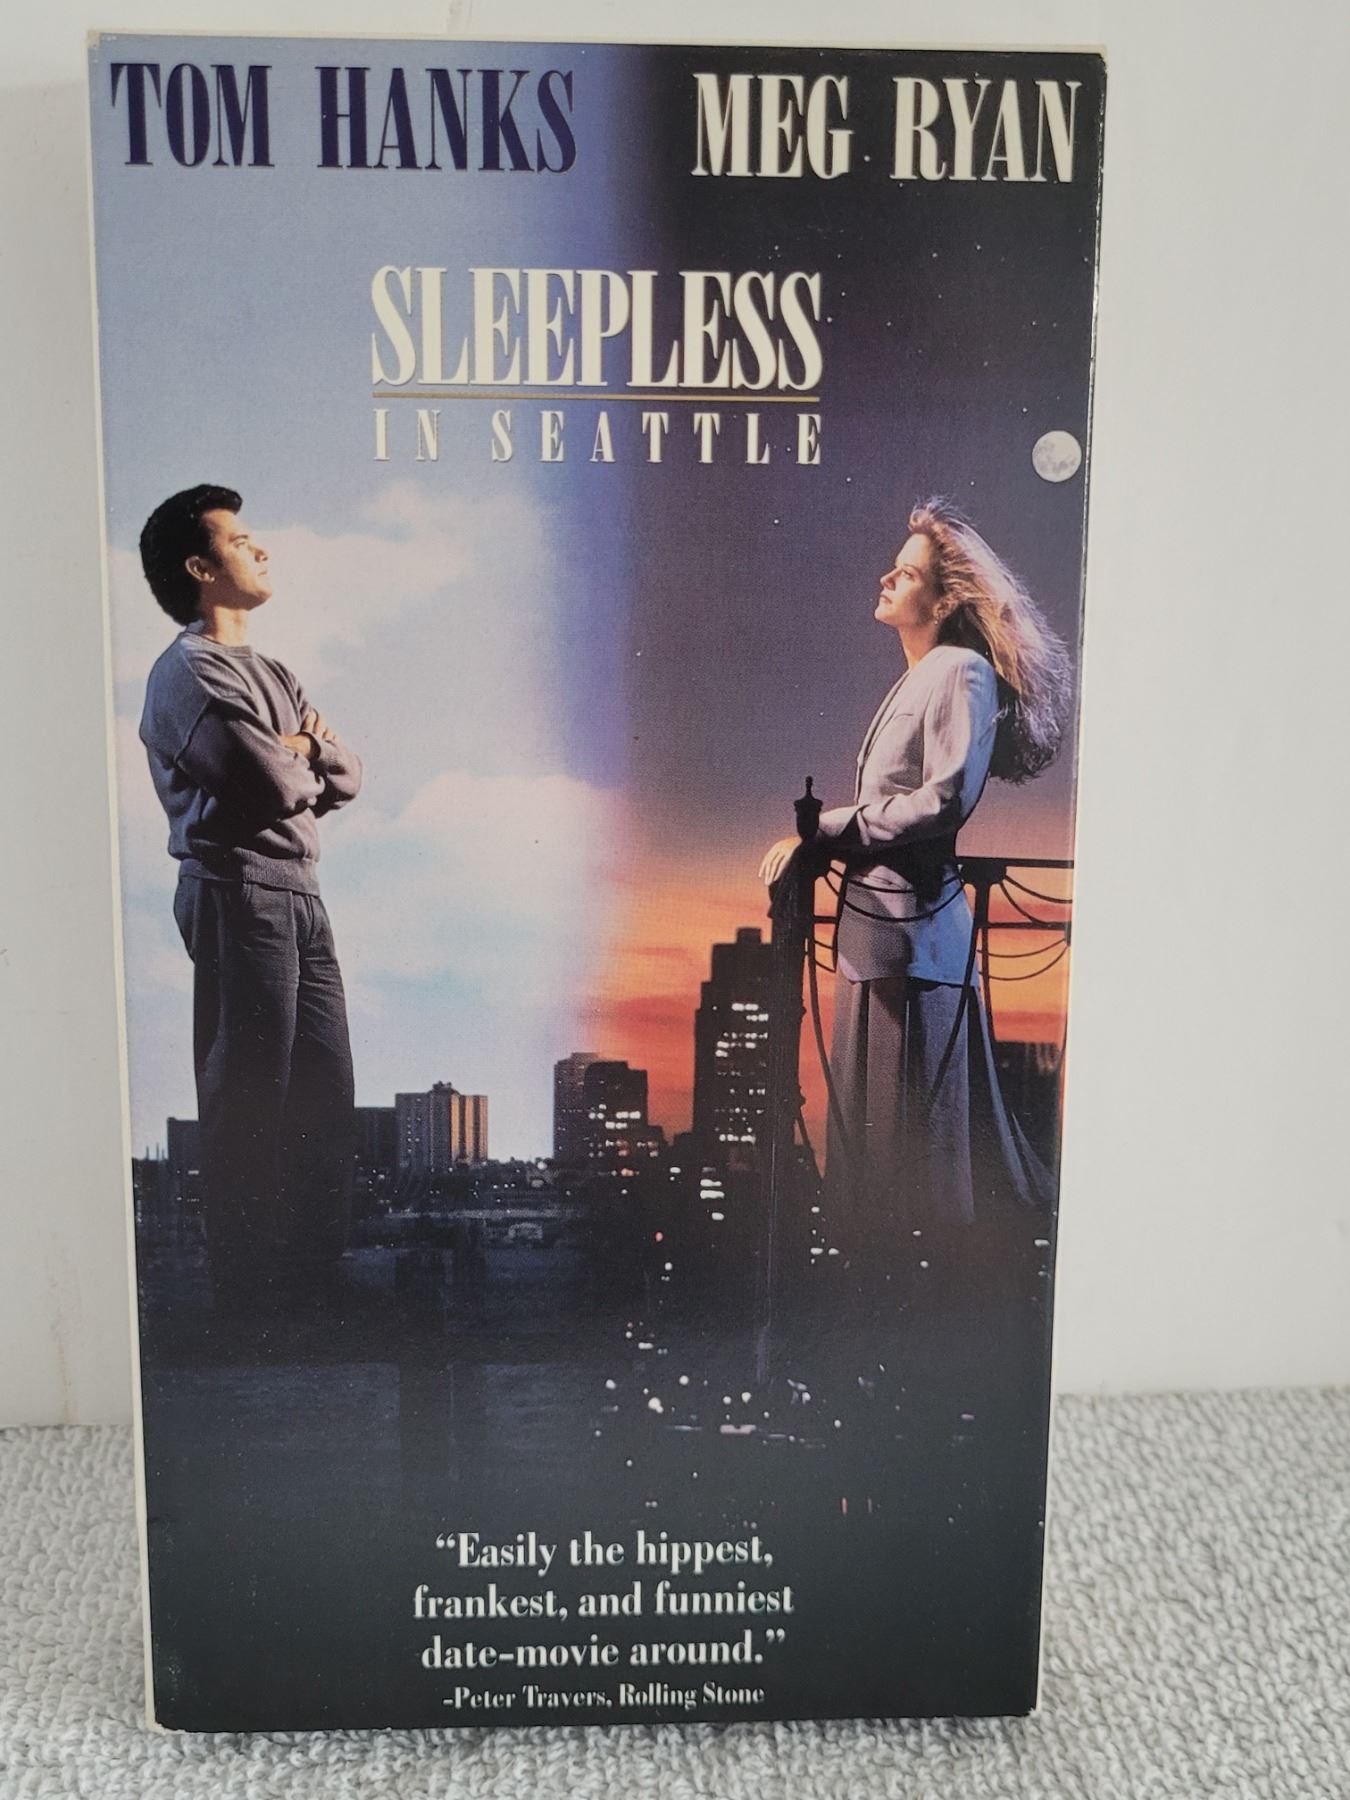 TOM HANKS MEG RYAN
SLEEPLESS
IN SEATTLE
“Easily the hippest,
frankest, and funniest
date-movie around.”
-Peter Travers, Rolling Stone